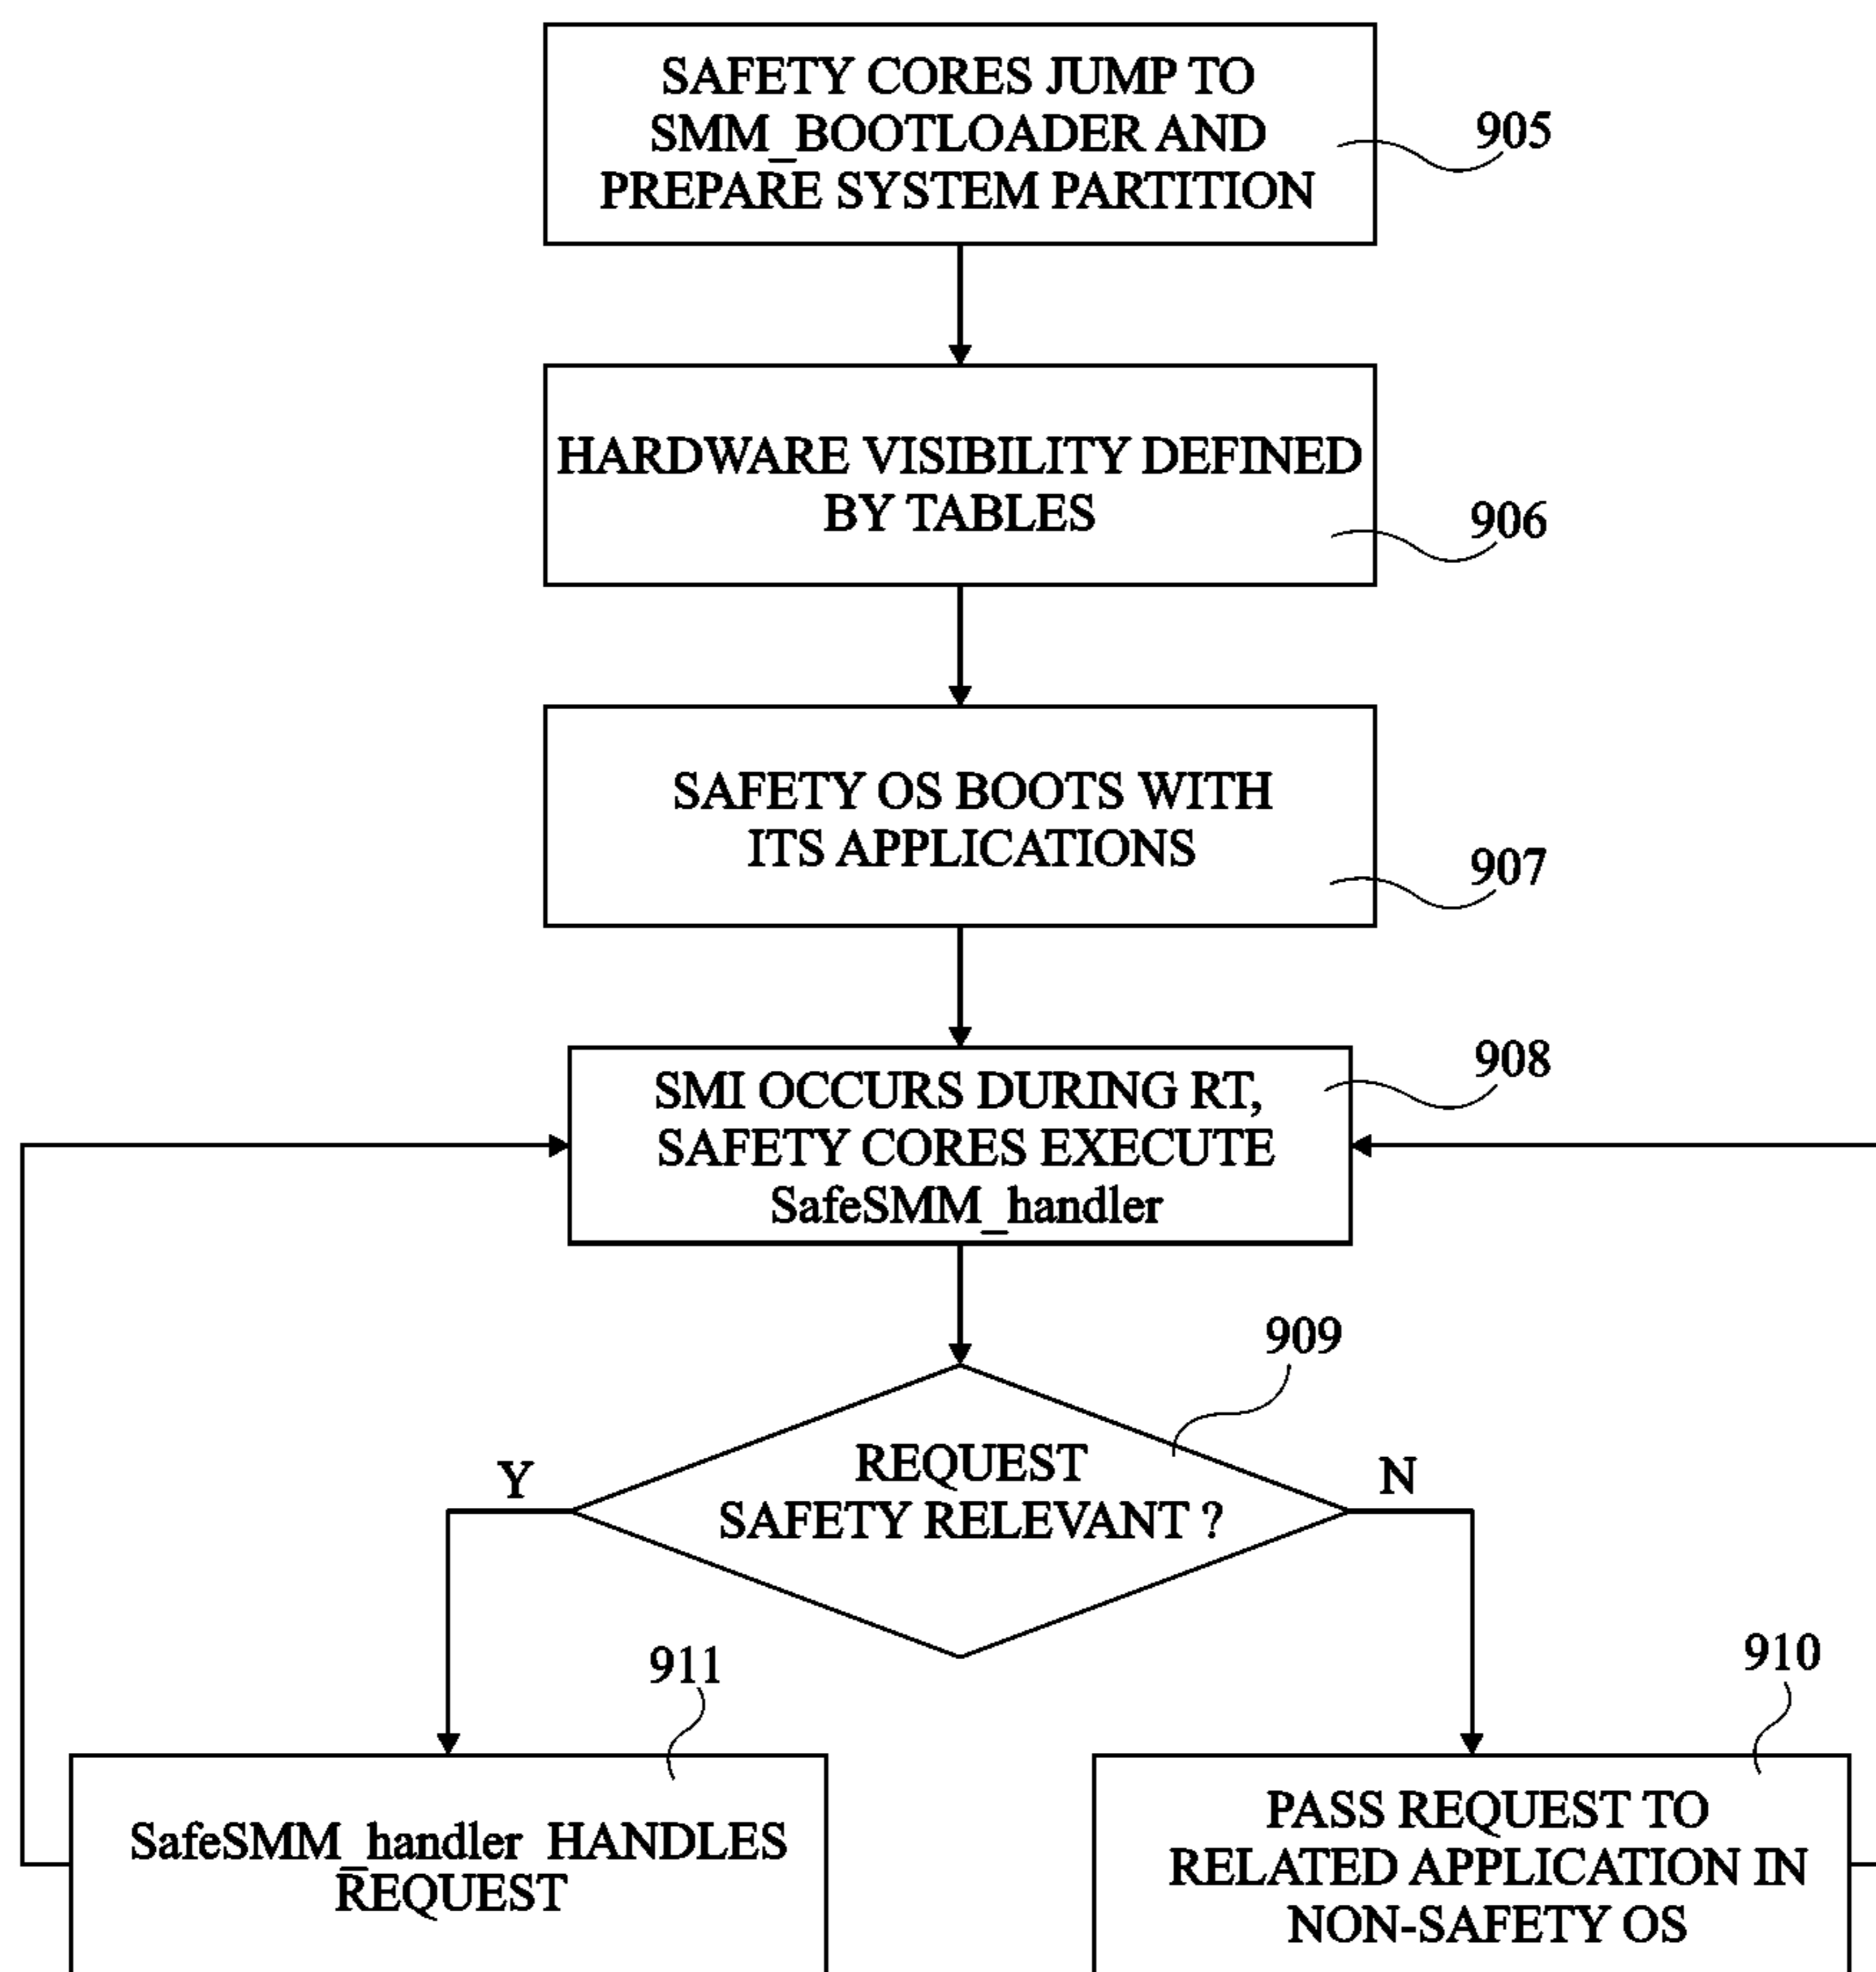 SAFETY CORES JUMP TO
SMM_BOOTLOADER AND
PREPARE SYSTEM PARTITION
905
HARDWARE VISIBILITY DEFINED
BY TABLES
906
SAFETY OS BOOTS WITH
ITS APPLICATIONS
907
SMI OCCURS DURING RT,
SAFETY CORES EXECUTE
SafeSMM_handler
908
909
REQUEST
SAFETY RELEVANT ?
Y
N
911
SafeSMM_handler HANDLES
REQUEST
910
PASS REQUEST TO
RELATED APPLICATION IN
NON-SAFETY OS